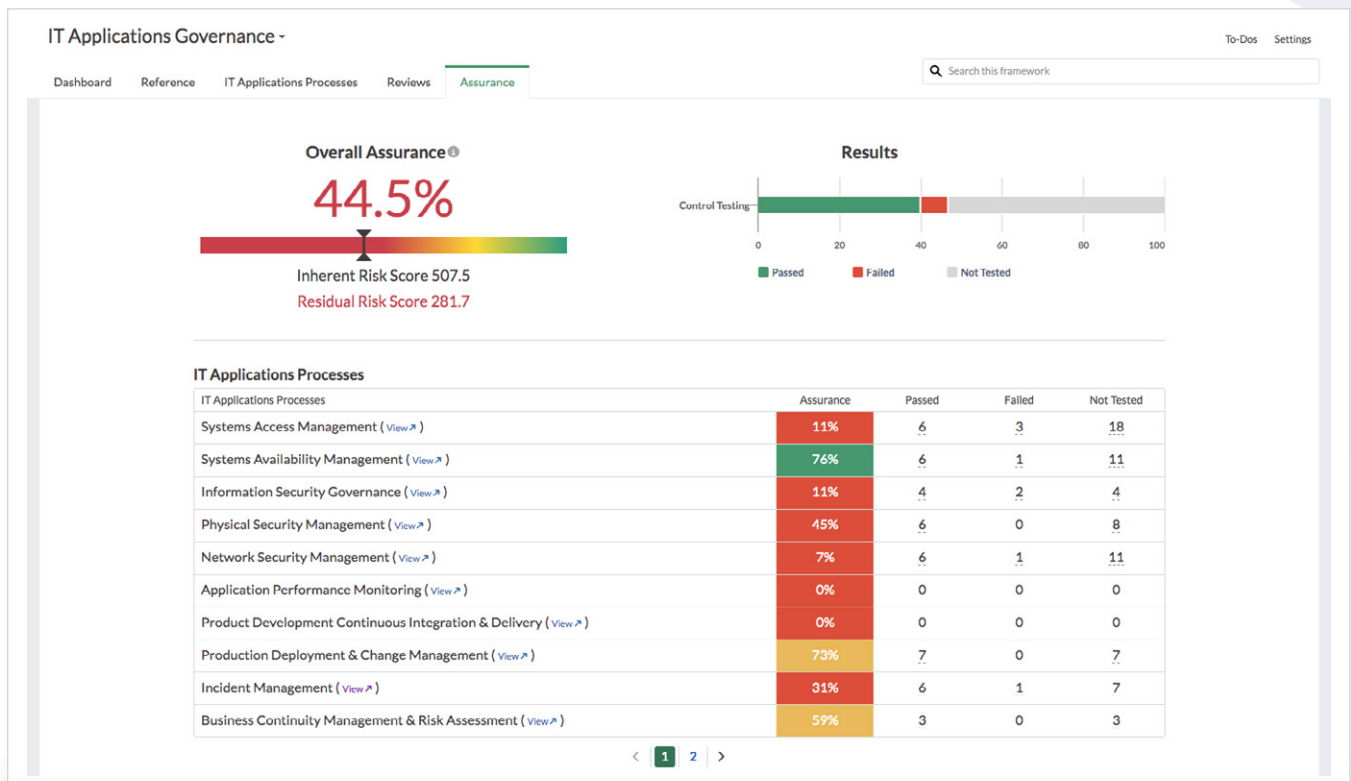 IT Applications Governance
To-Dos Settings
Dashboard Reference IT Applications Processes Reviews Assurance
Search this framework
Overall Assurance
44.5%
Inherent Risk Score 507.5
Residual Risk Score 281.7
Results
Control Testing
0 20 40 60 80 100
Passed Failed Not Tested
IT Applications Processes
IT Applications Processes Assurance Passed Failed Not Tested
Systems Access Management ( View ) 11% 6 3 18
Systems Availability Management ( View ) 76% 6 1 11
Information Security Governance ( View ) 11% 4 2 4
Physical Security Management ( View ) 45% 6 0 8
Network Security Management ( View ) 7% 6 1 11
Application Performance Monitoring ( View ) 0% 0 0 0
Product Development Continuous Integration & Delivery ( View ) 0% 0 0 0
Production Deployment & Change Management ( View ) 73% 7 0 7
Incident Management ( View ) 31% 6 1 7
Business Continuity Management & Risk Assessment ( View ) 59% 3 0 3
< 1 2 >